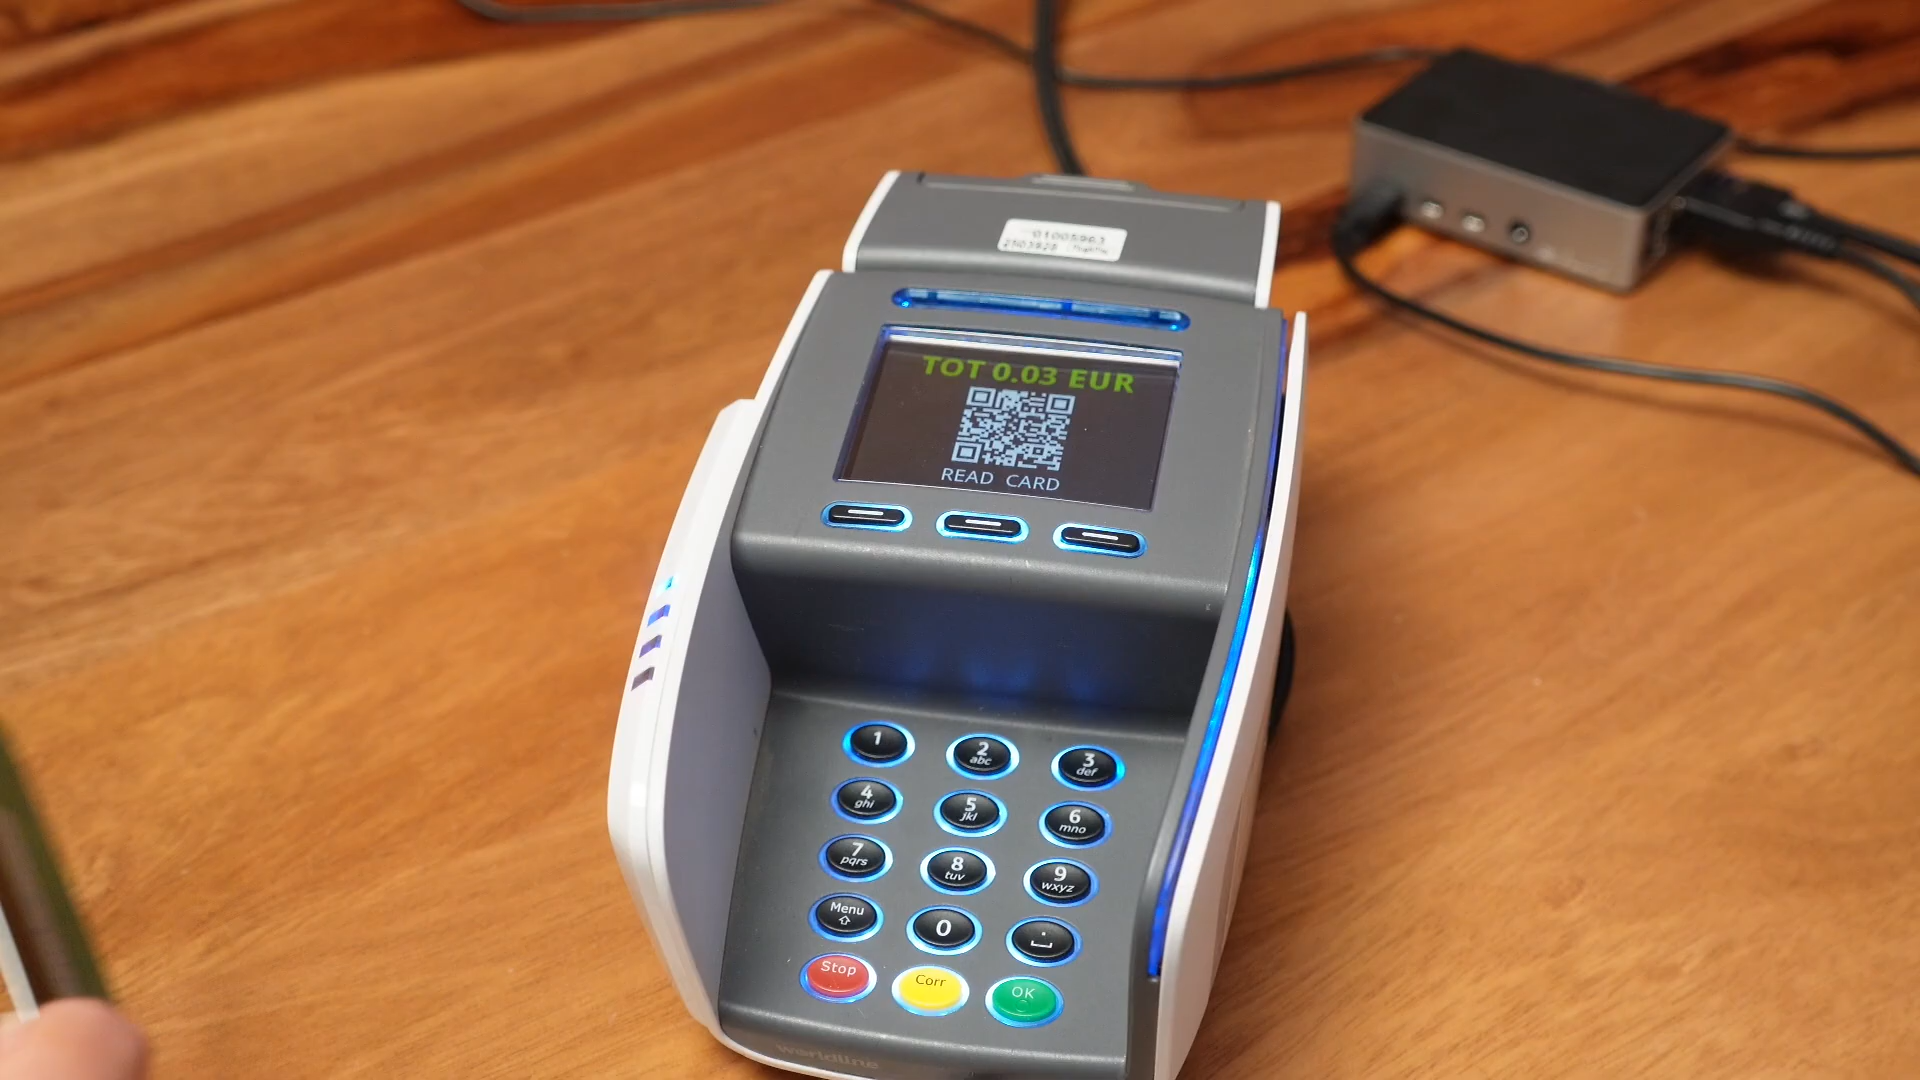 TOT 0.03 EUR
READ CARD
1
2
abc
3
def
4
ghi
5
jkl
6
mno
7
pqrs
8
tuv
9
wxyz
Menu
0
Stop
Corr
OK
worldline